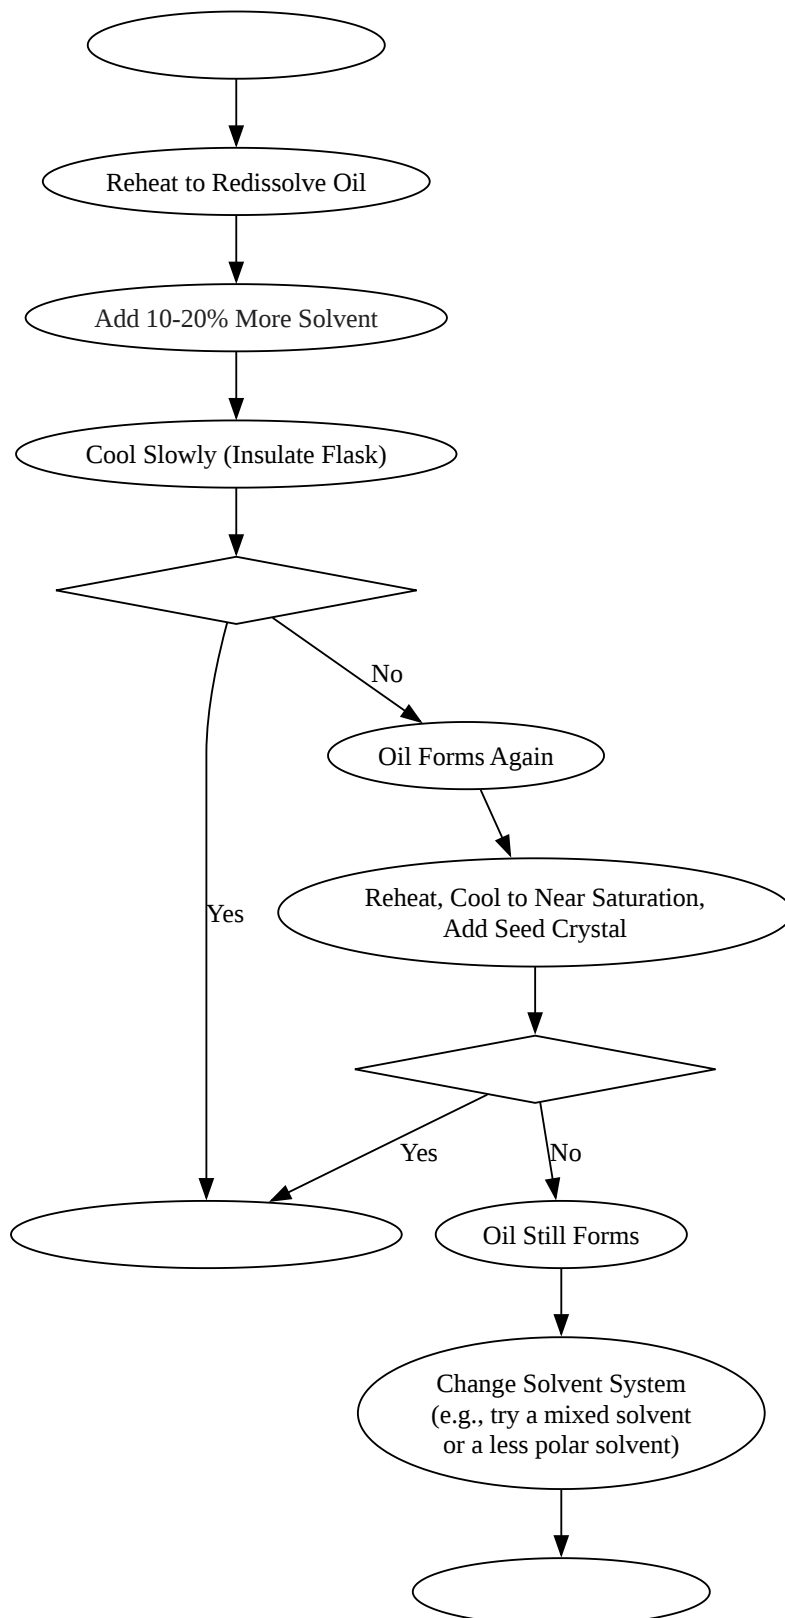 Reheat to Redissolve Oil
Add 10-20% More Solvent
Cool Slowly (Insulate Flask)
No
Oil Forms Again
Yes
Reheat, Cool to Near Saturation,
Add Seed Crystal
Yes
No
Oil Still Forms
Change Solvent System
(e.g., try a mixed solvent
or a less polar solvent)